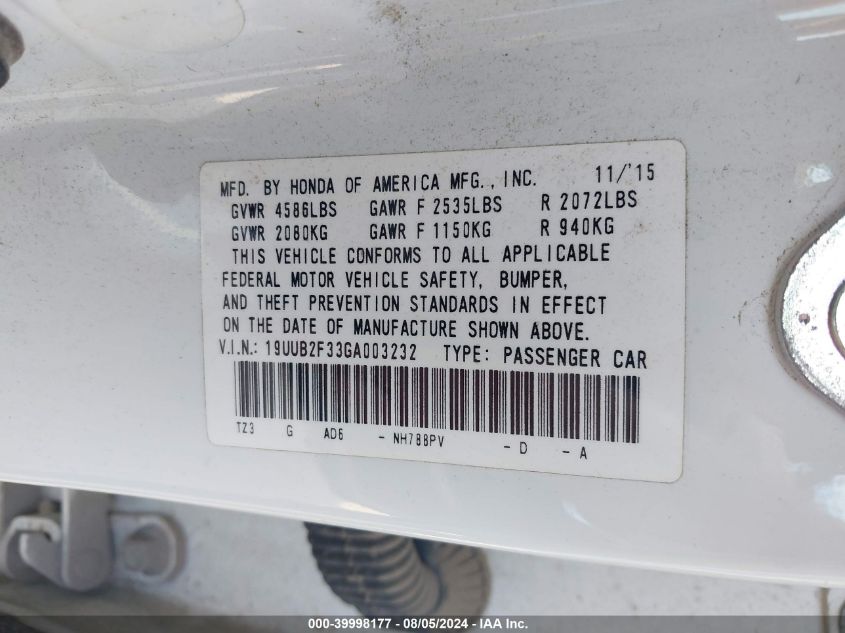 MFD. BY HONDA OF AMERICA MFG., INC. 11/'15
GVWR 4586LBS GAWR F 2535LBS R 2072LBS
GVWR 2080KG GAWR F 1150KG R 940KG
THIS VEHICLE CONFORMS TO ALL APPLICABLE
FEDERAL MOTOR VEHICLE SAFETY, BUMPER,
AND THEFT PREVENTION STANDARDS IN EFFECT
ON THE DATE OF MANUFACTURE SHOWN ABOVE.
V.I.N.: 19UUB2F33GA003232 TYPE: PASSENGER CAR
TZ3 G AD6 - NH788PV - D - A
000-39998177 - 08/05/2024 - IAA Inc.